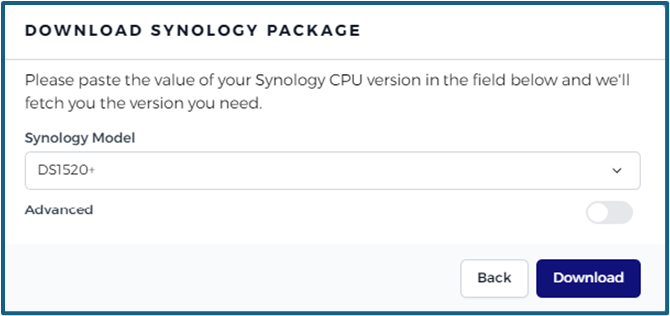 DOWNLOAD SYNOLOGY PACKAGE
Please paste the value of your Synology CPU version in the field below and we'll
fetch you the version you need.
Synology Model
DS1520+
Advanced
Back
Download